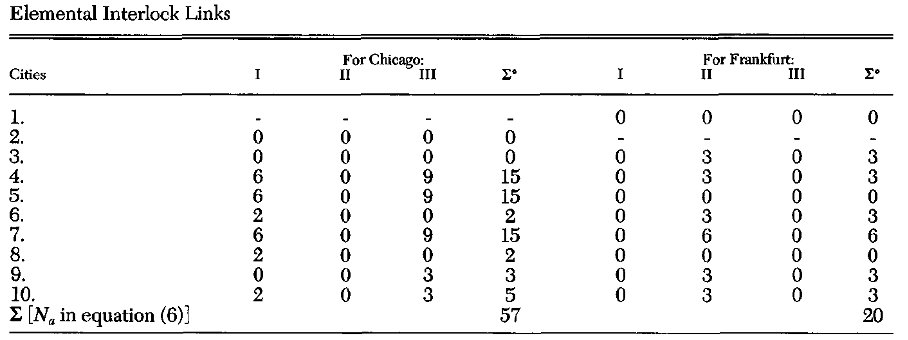 Elemental Interlock Links
For Chicago: For Frankfurt:
Cities I II III Σ° I II III Σ°
1. - - - - 0 0 0 0
2. 0 0 0 0 - - - -
3. 0 0 0 0 0 3 0 3
4. 6 0 9 15 0 3 0 3
5. 6 0 9 15 0 0 0 0
6. 2 0 0 2 0 3 0 3
7. 6 0 9 15 0 6 0 6
8. 2 0 0 2 0 0 0 0
9. 0 0 3 3 0 3 0 3
10. 2 0 3 5 0 3 0 3
Σ [Nₐ in equation (6)] 57 20